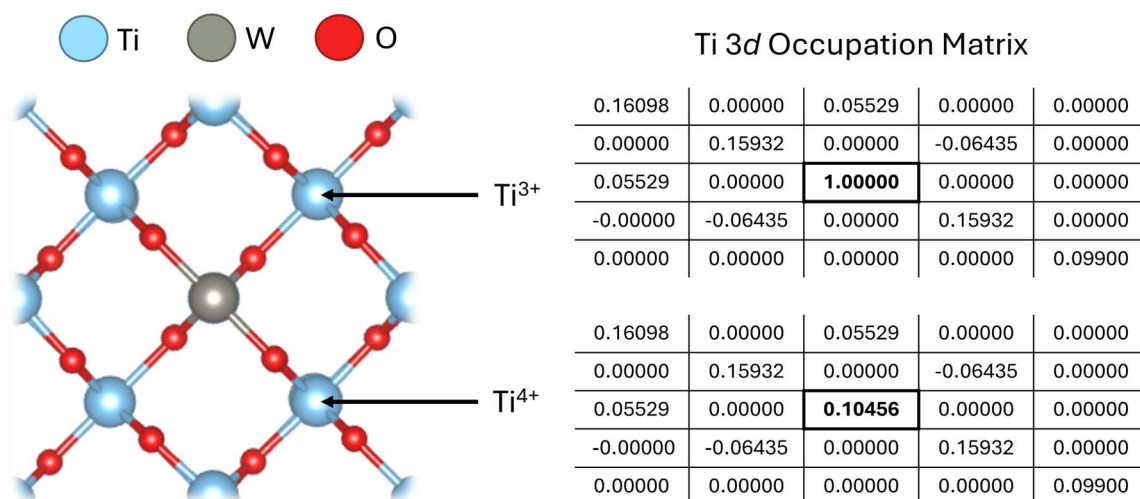 Ti W O
Ti 3d Occupation Matrix
Ti³⁺
0.16098 0.00000 0.05529 0.00000 0.00000
0.00000 0.15932 0.00000 -0.06435 0.00000
0.05529 0.00000 1.00000 0.00000 0.00000
-0.00000 -0.06435 0.00000 0.15932 0.00000
0.00000 0.00000 0.00000 0.00000 0.09900
Ti⁴⁺
0.16098 0.00000 0.05529 0.00000 0.00000
0.00000 0.15932 0.00000 -0.06435 0.00000
0.05529 0.00000 0.10456 0.00000 0.00000
-0.00000 -0.06435 0.00000 0.15932 0.00000
0.00000 0.00000 0.00000 0.00000 0.09900